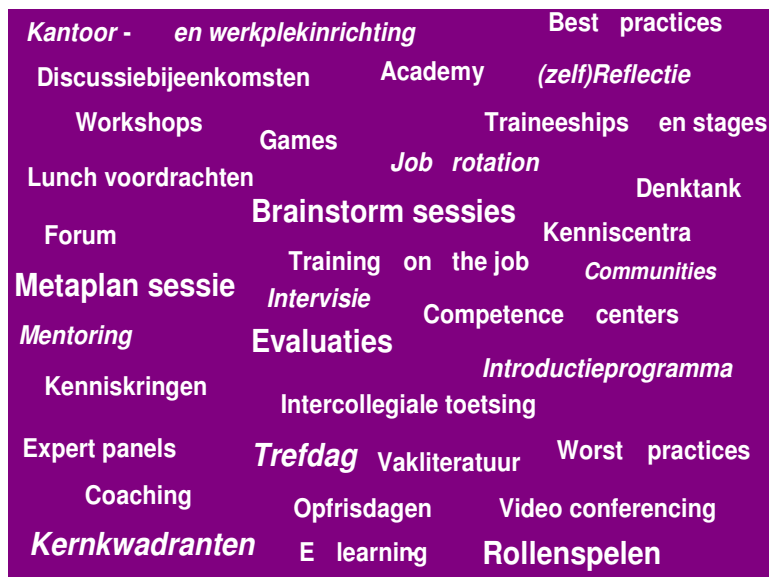 Kantoor - en werkplekinrichting
Best practices
Discussiebijeenkomsten
Academy
(zelf)Reflectie
Workshops
Games
Traineeships en stages
Job rotation
Lunch voordrachten
Denktank
Brainstorm sessies
Forum
Kenniscentra
Training on the job
Communities
Metaplan sessie
Intervisie
Competence centers
Mentoring
Evaluaties
Introductieprogramma
Kenniskringen
Intercollegiale toetsing
Expert panels
Trefdag
Vakliteratuur
Worst practices
Coaching
Opfrisdagen
Video conferencing
Kernkwadranten
E learning-
Rollenspelen